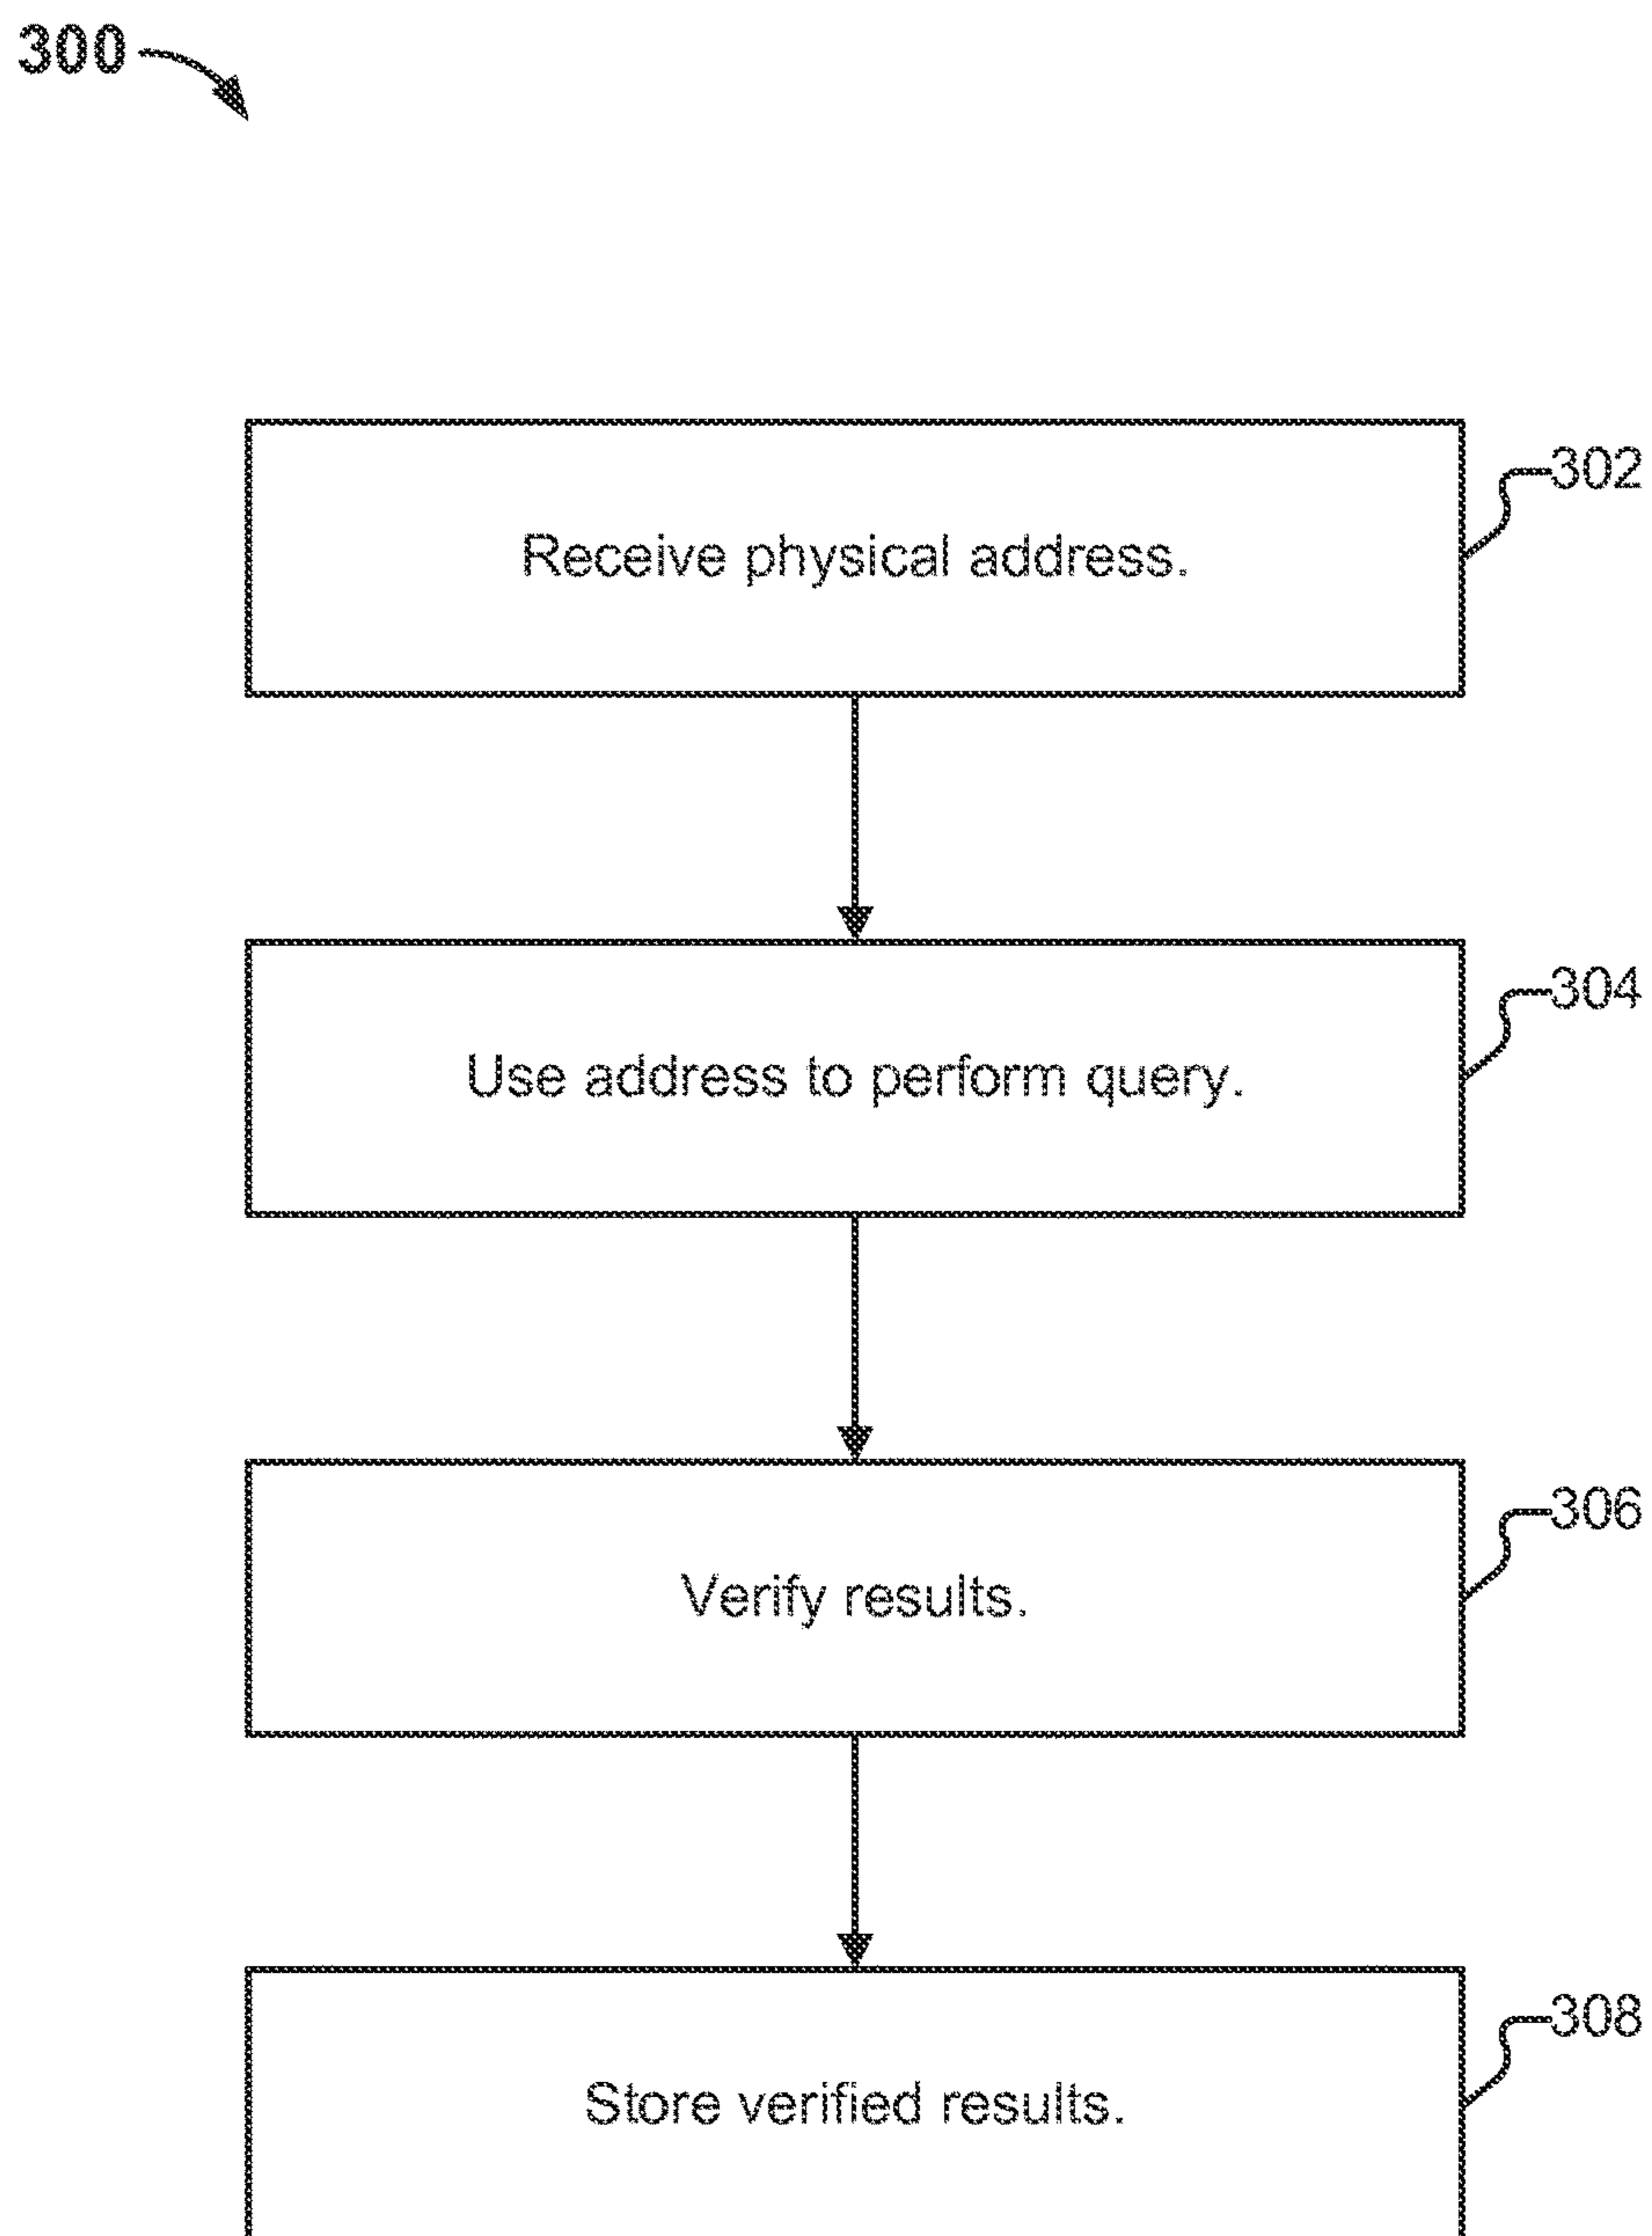 300
Receive physical address.
302
Use address to perform query.
304
Verify results.
306
Store verified results.
308